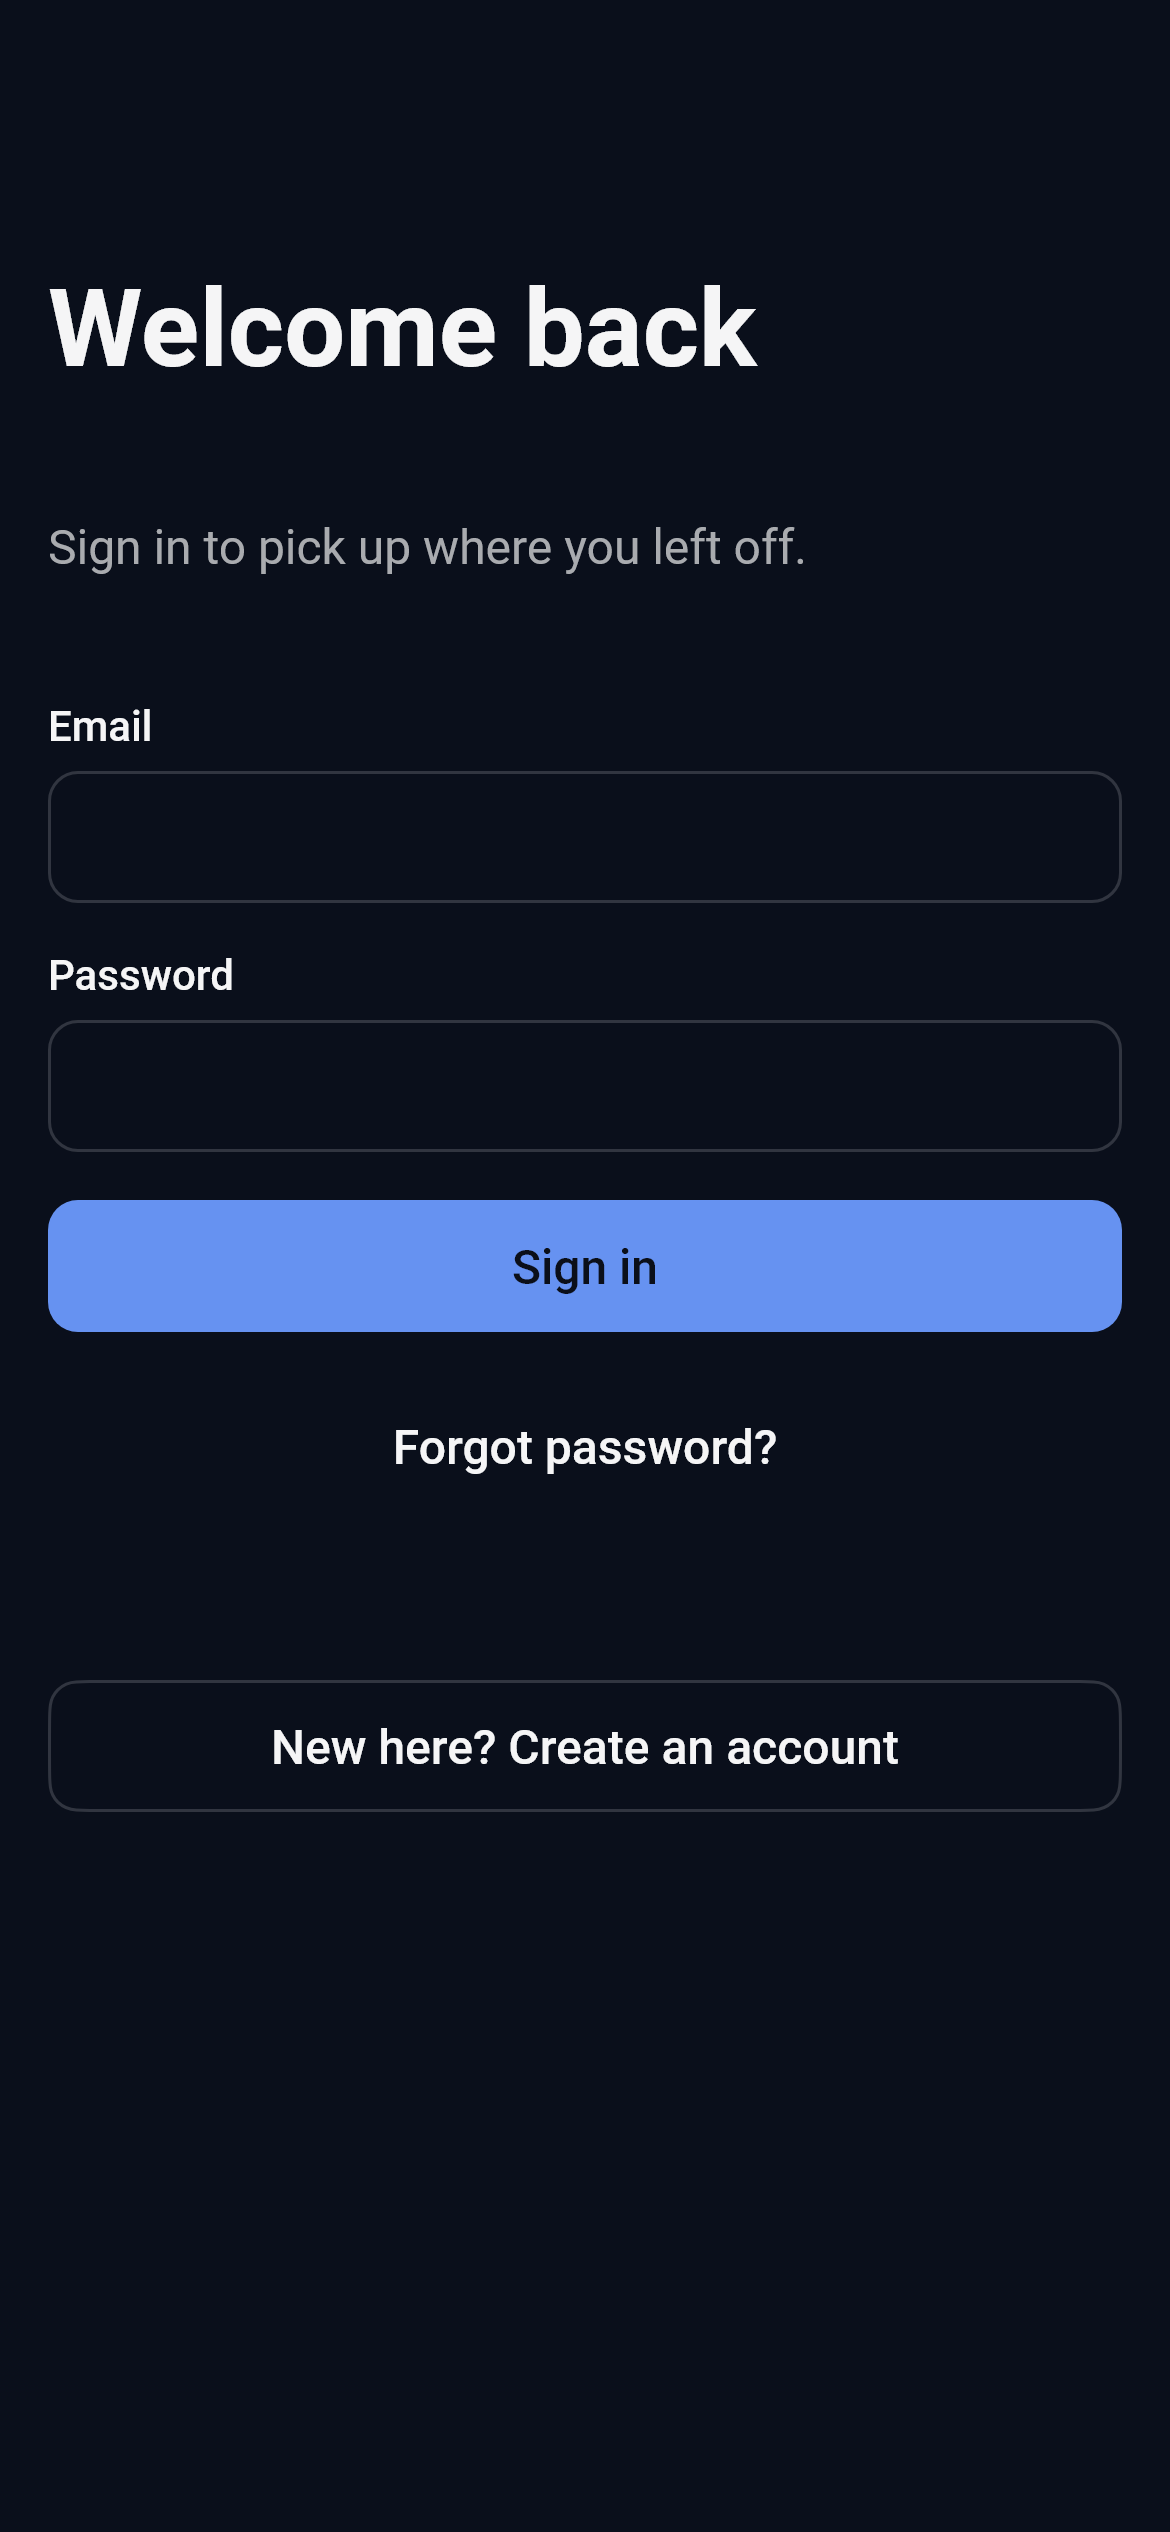 Welcome back
Sign in to pick up where you left off.
Email
Password
Sign in
Forgot password?
New here? Create an account